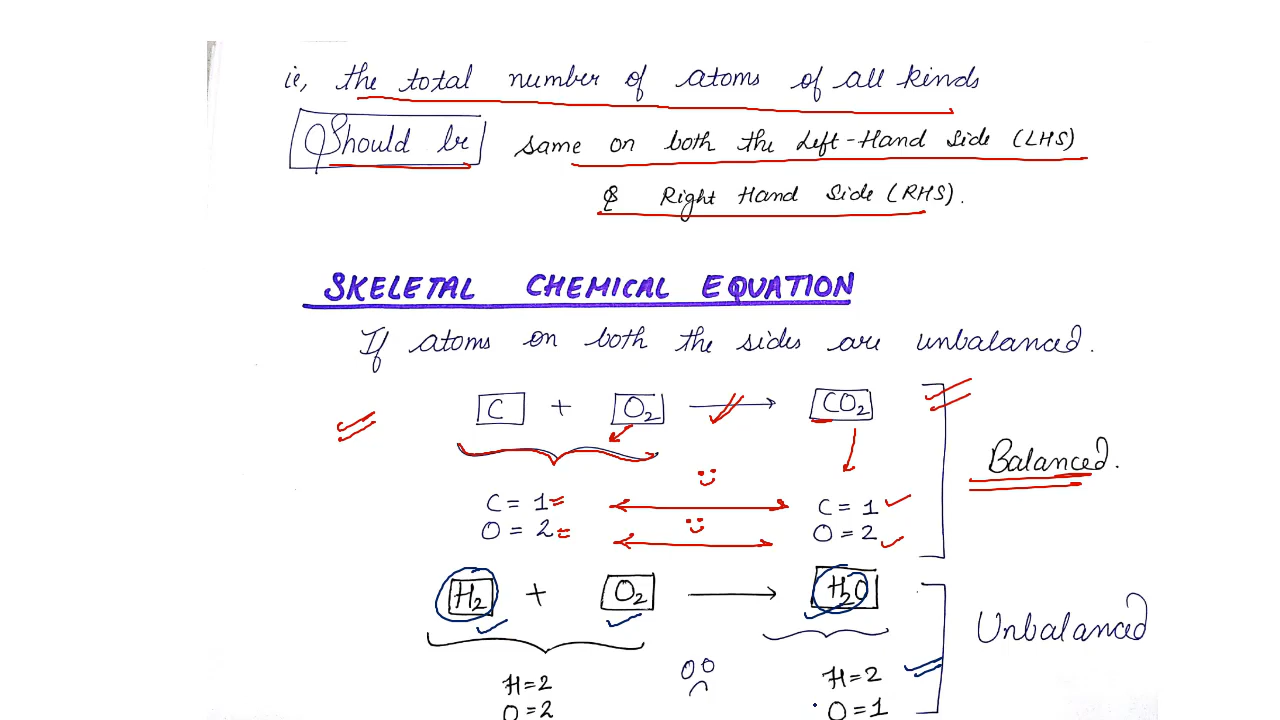 ie, the total number of atoms of all kinds
Should be same on both the Left-Hand Side (LHS)
& Right Hand Side (RHS).
SKELETAL CHEMICAL EQUATION
If atoms on both the sides are unbalanced.
C + O₂ → CO₂
Balanced.
C = 1 C = 1
O = 2 O = 2
H₂ + O₂ → H₂O
Unbalanced
H=2 H=2
O=2 O=1